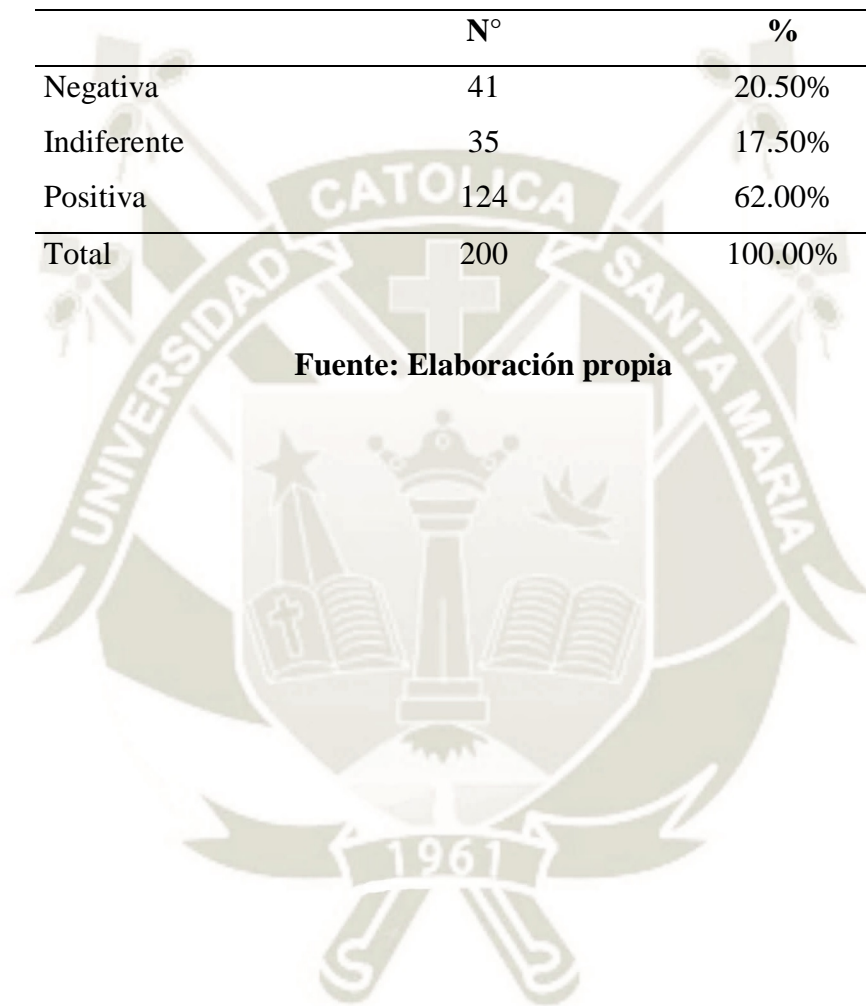 N° %
Negativa 41 20.50%
Indiferente 35 17.50%
Positiva 124 62.00%
Total 200 100.00%
Fuente: Elaboración propia
UNIVERSIDAD CATOLICA SANTA MARIA
1961